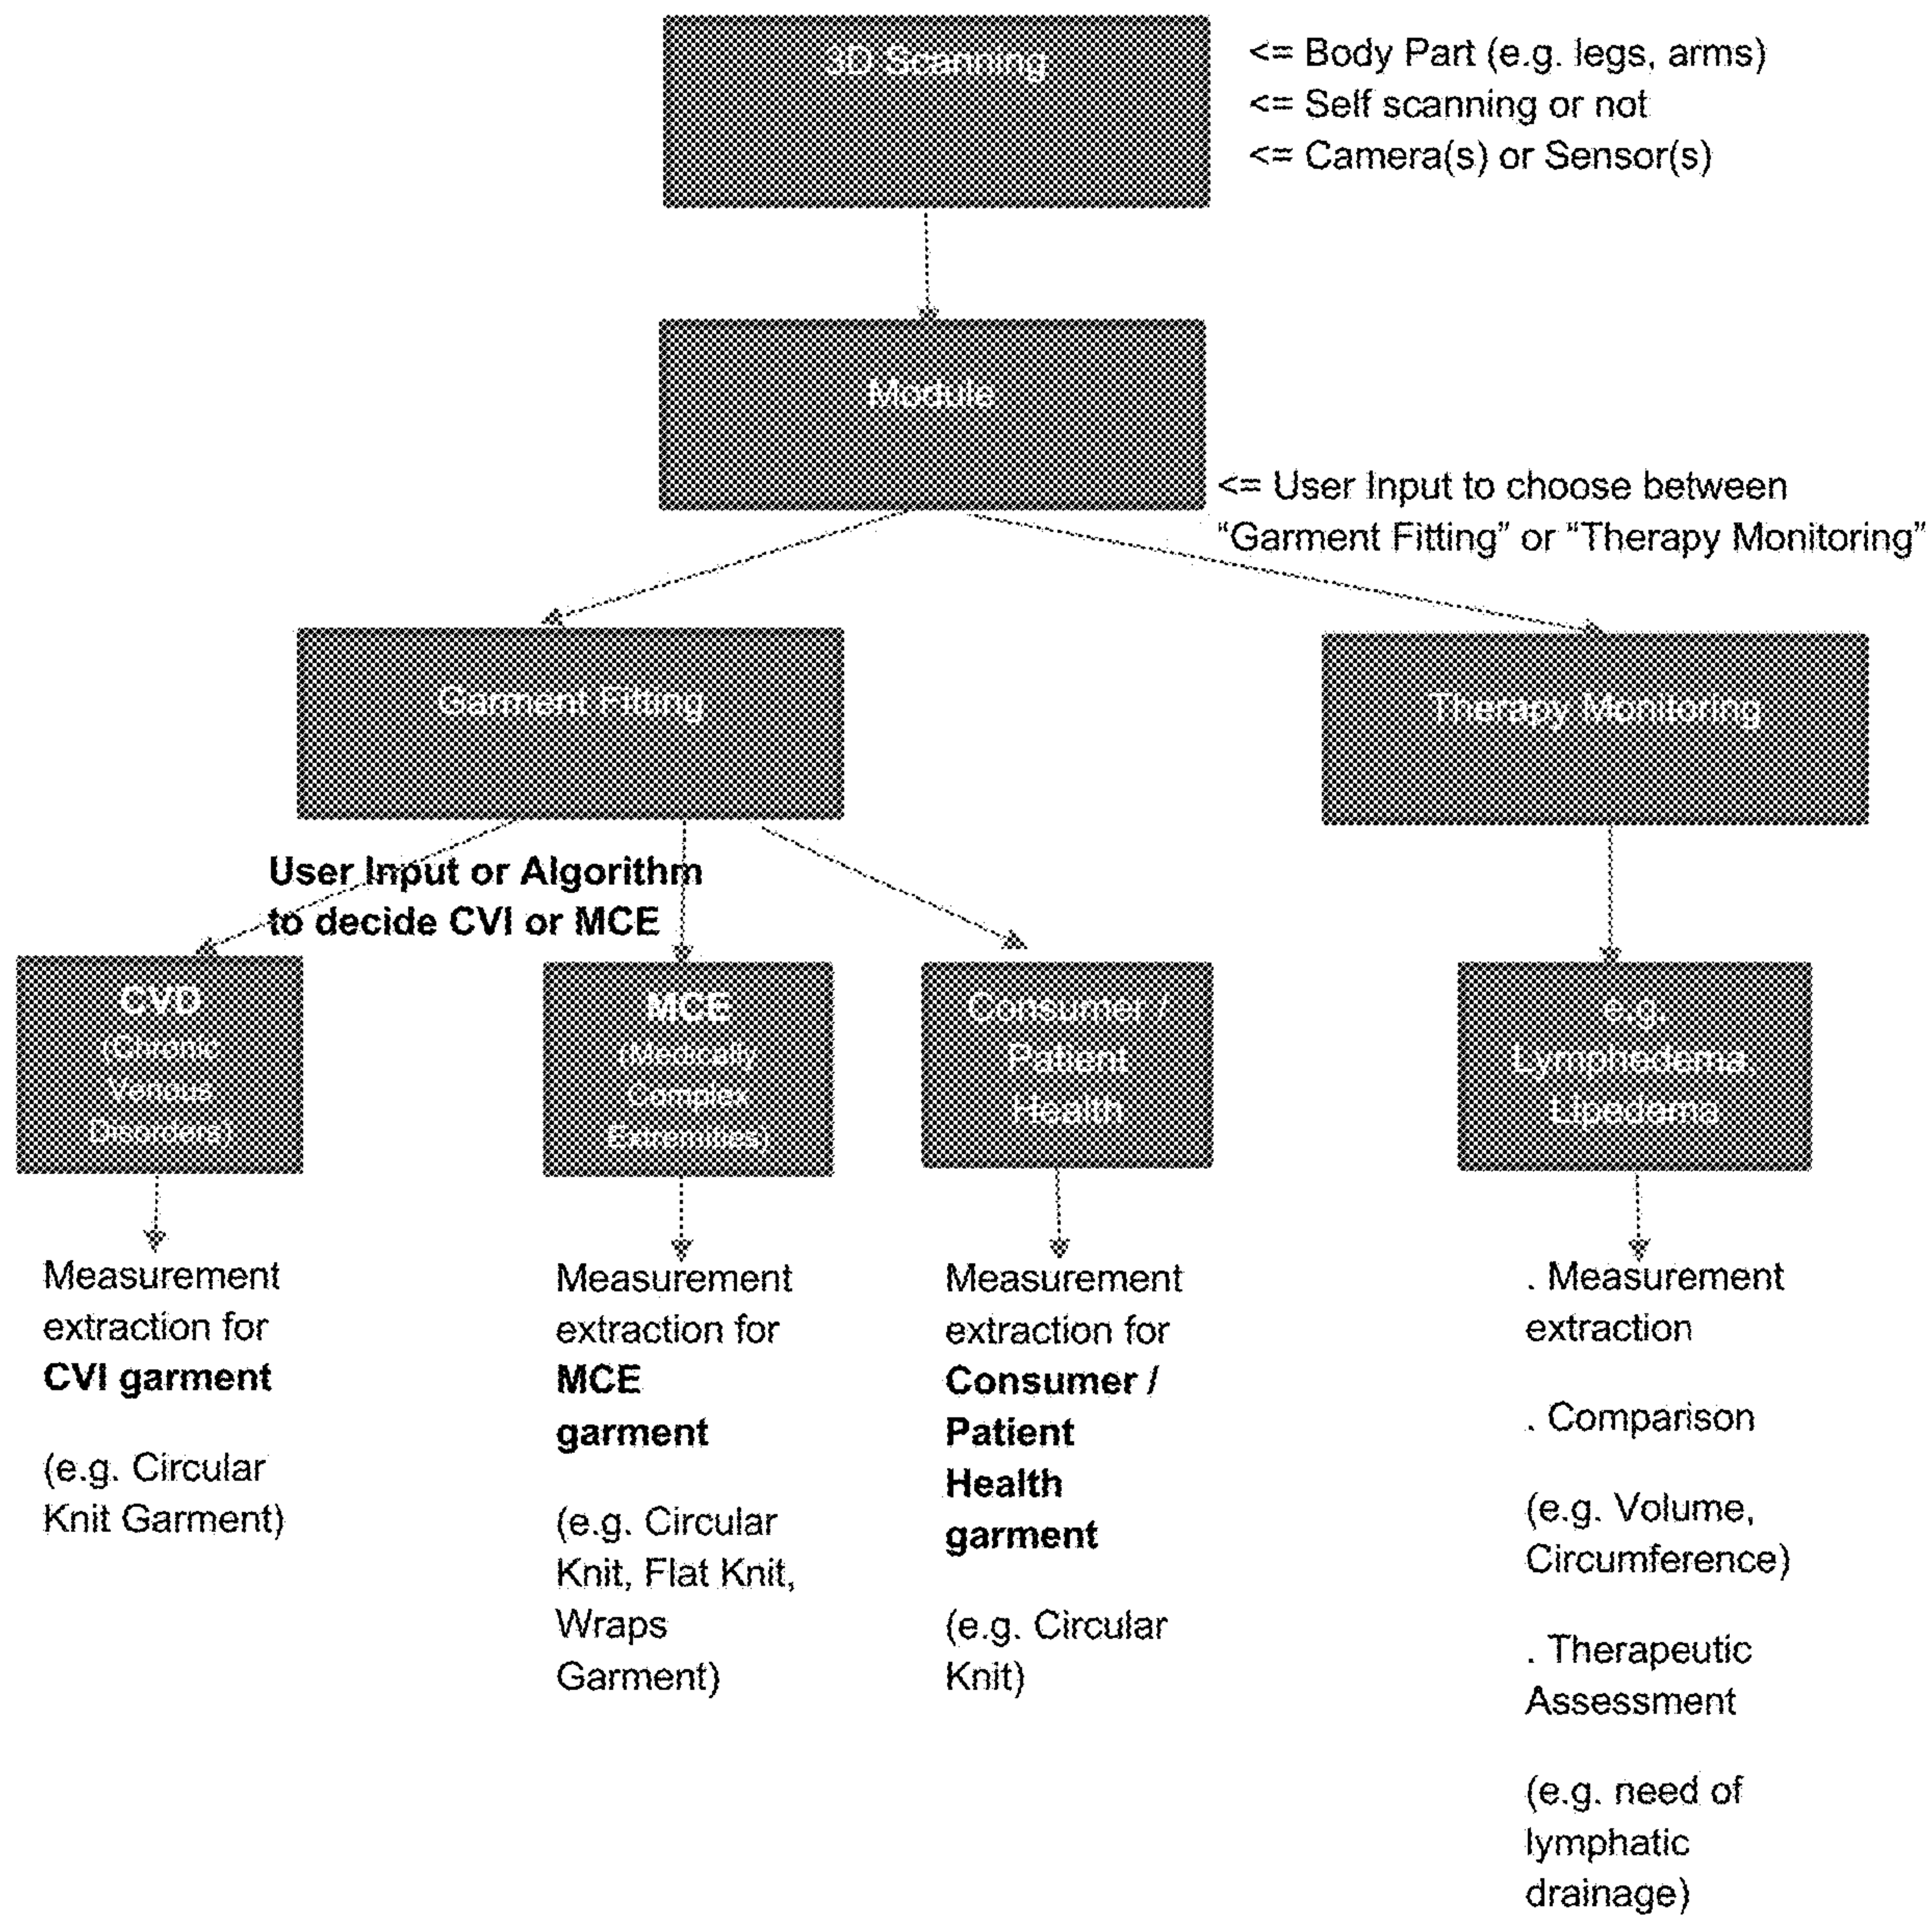 3D Scanning
<= Body Part (e.g. legs, arms)
<= Self scanning or not
<= Camera(s) or Sensor(s)
Module
<= User Input to choose between
“Garment Fitting” or “Therapy Monitoring”
Garment Fitting
Therapy Monitoring
User Input or Algorithm
to decide CVI or MCE
CVD
(Chronic
Venous
Disorders)
MCE
(Medically
Complex
Extremities)
Consumer /
Patient
Health
e.g.
Lymphedema,
Lipedema
Measurement
extraction for
CVI garment
(e.g. Circular
Knit Garment)
Measurement
extraction for
MCE
garment
(e.g. Circular
Knit, Flat Knit,
Wraps
Garment)
Measurement
extraction for
Consumer /
Patient
Health
garment
(e.g. Circular
Knit)
. Measurement
extraction
. Comparison
(e.g. Volume,
Circumference)
. Therapeutic
Assessment
(e.g. need of
lymphatic
drainage)